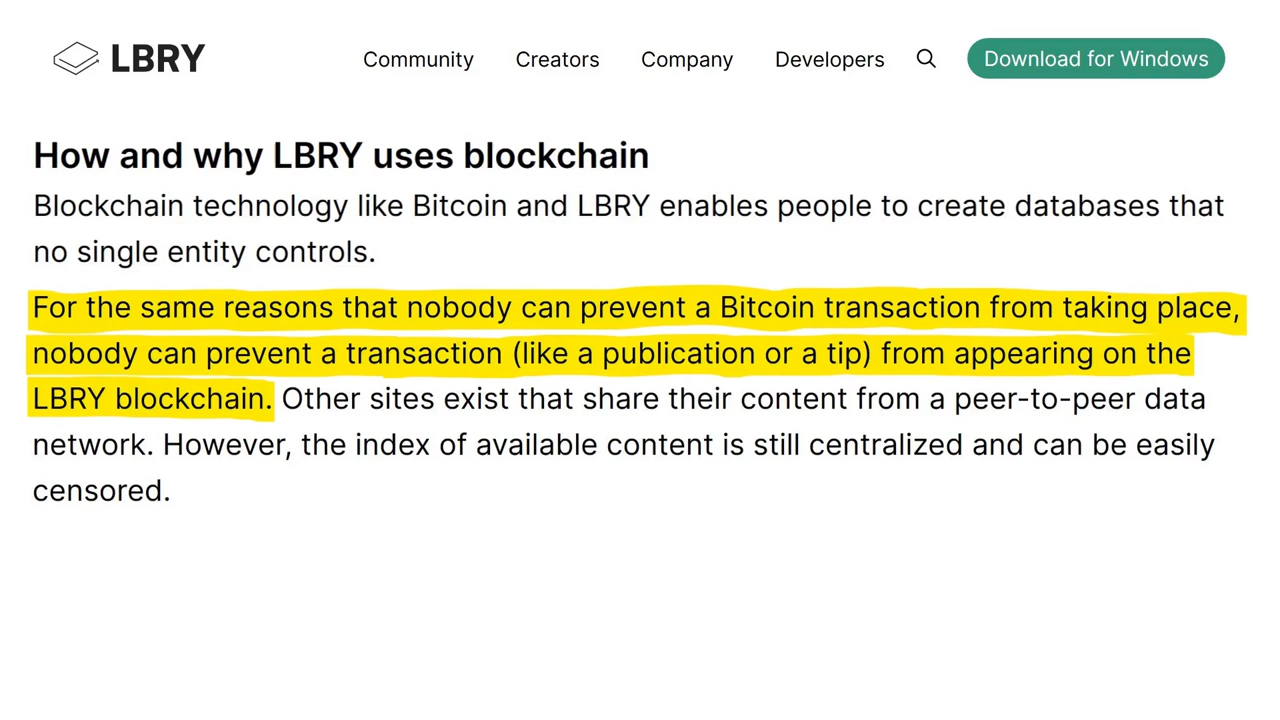 LBRY Community Creators Company Developers Download for Windows
How and why LBRY uses blockchain
Blockchain technology like Bitcoin and LBRY enables people to create databases that
no single entity controls.
For the same reasons that nobody can prevent a Bitcoin transaction from taking place,
nobody can prevent a transaction (like a publication or a tip) from appearing on the
LBRY blockchain. Other sites exist that share their content from a peer-to-peer data
network. However, the index of available content is still centralized and can be easily
censored.